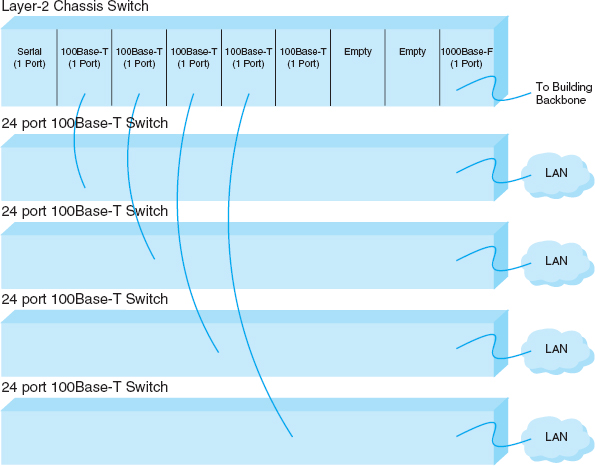 Layer-2 Chassis Switch
Serial
(1 Port)
100Base-T
(1 Port)
100Base-T
(1 Port)
100Base-T
(1 Port)
100Base-T
(1 Port)
100Base-T
(1 Port)
Empty
Empty
1000Base-F
(1 Port)
To Building
Backbone
24 port 100Base-T Switch
LAN
24 port 100Base-T Switch
LAN
24 port 100Base-T Switch
LAN
24 port 100Base-T Switch
LAN